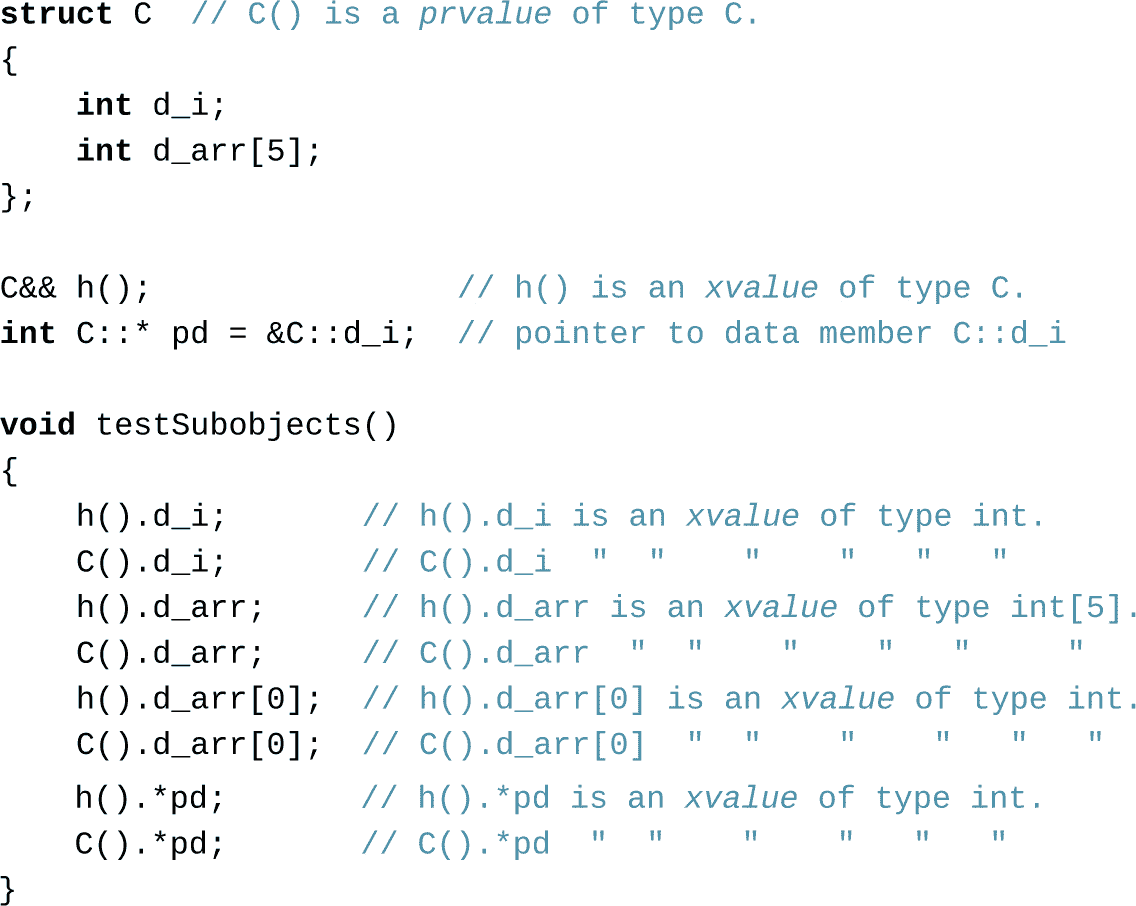 struct C  // C() is a prvalue of type C.
{
    int d_i;
    int d_arr[5];
};

C&& h();                // h() is an xvalue of type C.
int C::* pd = &C::d_i;  // pointer to data member C::d_i

void testSubobjects()
{
    h().d_i;       // h().d_i is an xvalue of type int.
    C().d_i;       // C().d_i  "  "    "    "   "   "
    h().d_arr;     // h().d_arr is an xvalue of type int[5].
    C().d_arr;     // C().d_arr  "  "    "    "   "     "
    h().d_arr[0];  // h().d_arr[0] is an xvalue of type int.
    C().d_arr[0];  // C().d_arr[0]  "  "    "    "   "   "
    h().*pd;       // h().*pd is an xvalue of type int.
    C().*pd;       // C().*pd  "  "    "    "   "   "
}